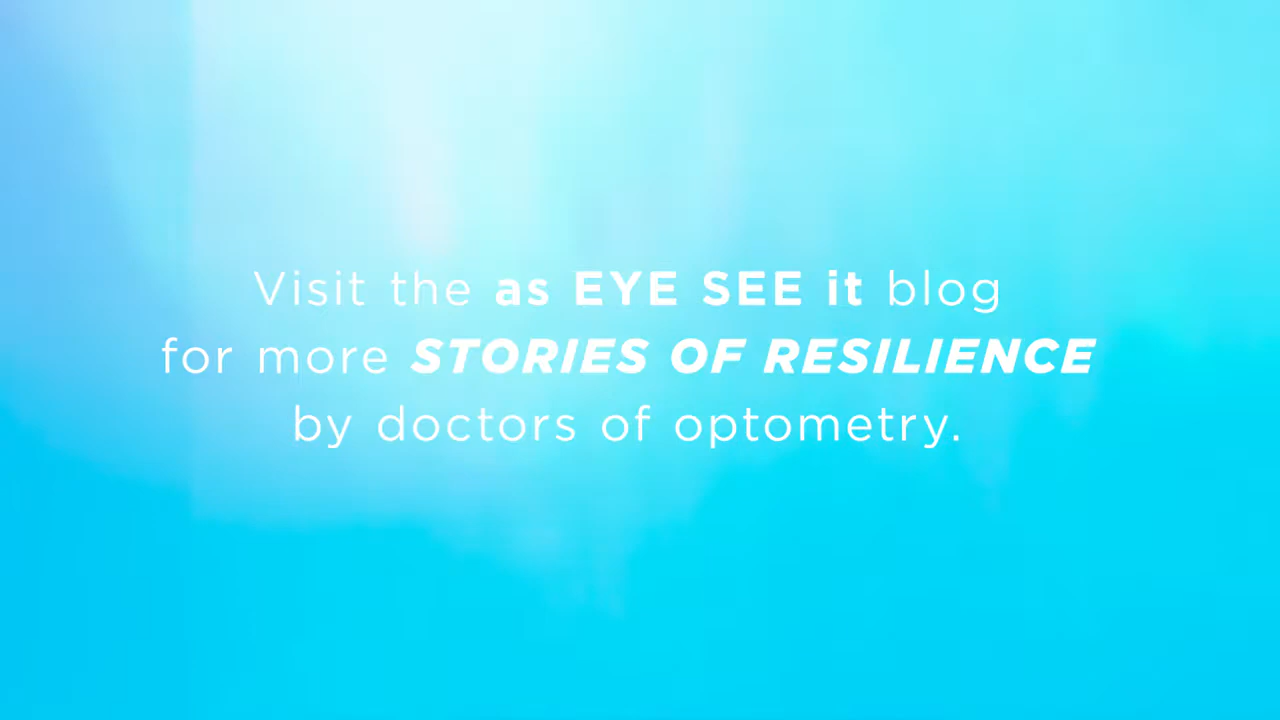 Visit the as EYE SEE it blog
for more STORIES OF RESILIENCE
by doctors of optometry.